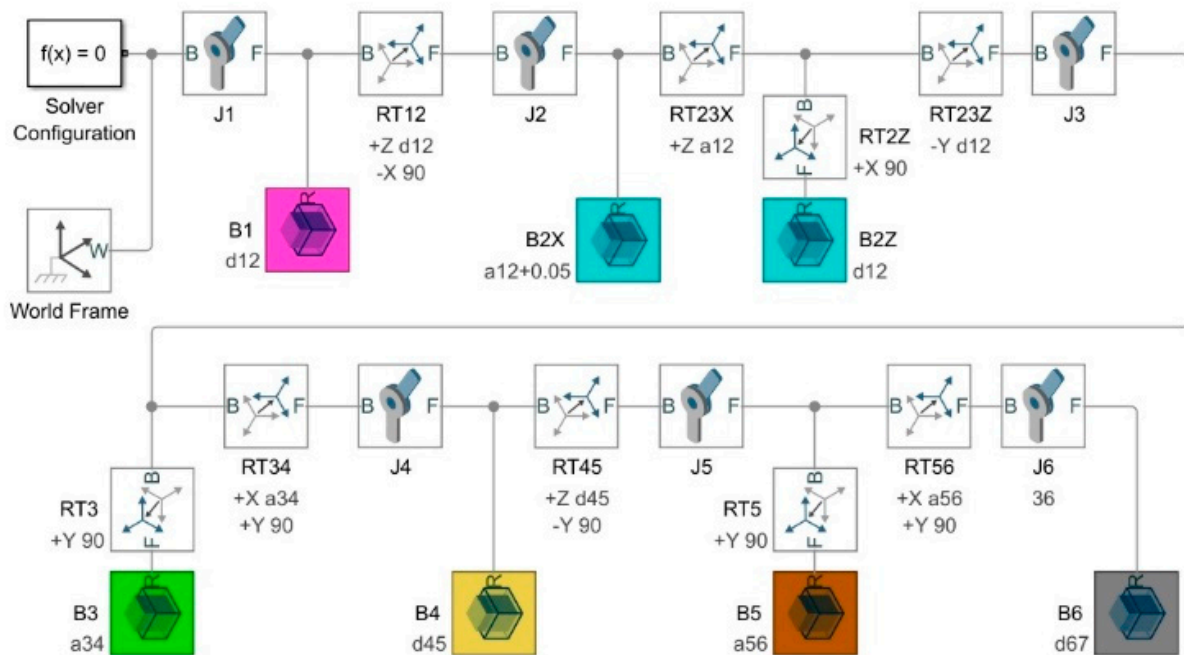 f(x) = 0
Solver
Configuration
B F
J1
B F
RT12
+Z d12
-X 90
B F
J2
B F
RT23X
+Z a12
B
F
RT2Z
+X 90
B F
RT23Z
-Y d12
B F
J3
W
World Frame
R
B1
d12
R
B2X
a12+0.05
R
B2Z
d12
B F
RT34
+X a34
+Y 90
B F
J4
B F
RT45
+Z d45
-Y 90
B F
J5
B F
RT56
+X a56
+Y 90
B F
J6
36
B
F
RT3
+Y 90
B
F
RT5
+Y 90
R
B3
a34
R
B4
d45
R
B5
a56
R
B6
d67